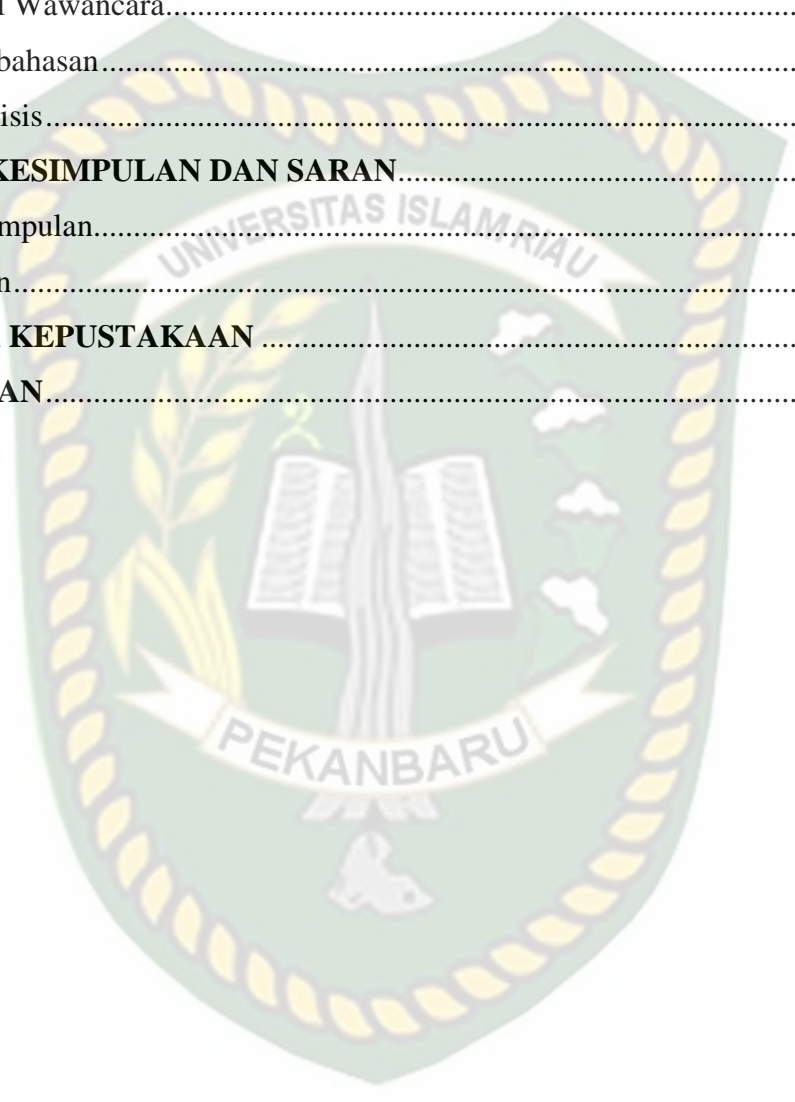 l Wawancara........................................................................
bahasan................................................................................
isis.......................................................................................
KESIMPULAN DAN SARAN..............................................
mpulan.................................................................................
UNIVERSITAS ISLAM RIAU
n...........................................................................................
KEPUSTAKAAN ...............................................................
AN.......................................................................................
PEKANBARU